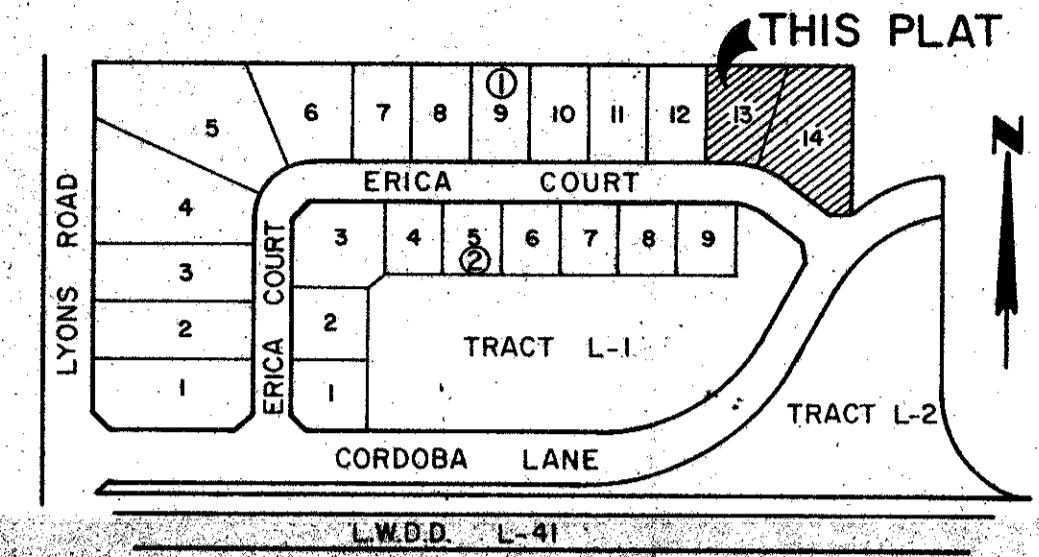 THIS PLAT
①
6 7 8 9 10 11 12 13 14
5
ERICA COURT
4
3
2
1
LYONS ROAD
ERICA COURT
3 4 5 6 7 8 9
②
2
1
TRACT L-1
TRACT L-2
N
CORDOBA LANE
L.W.D.D. L-41